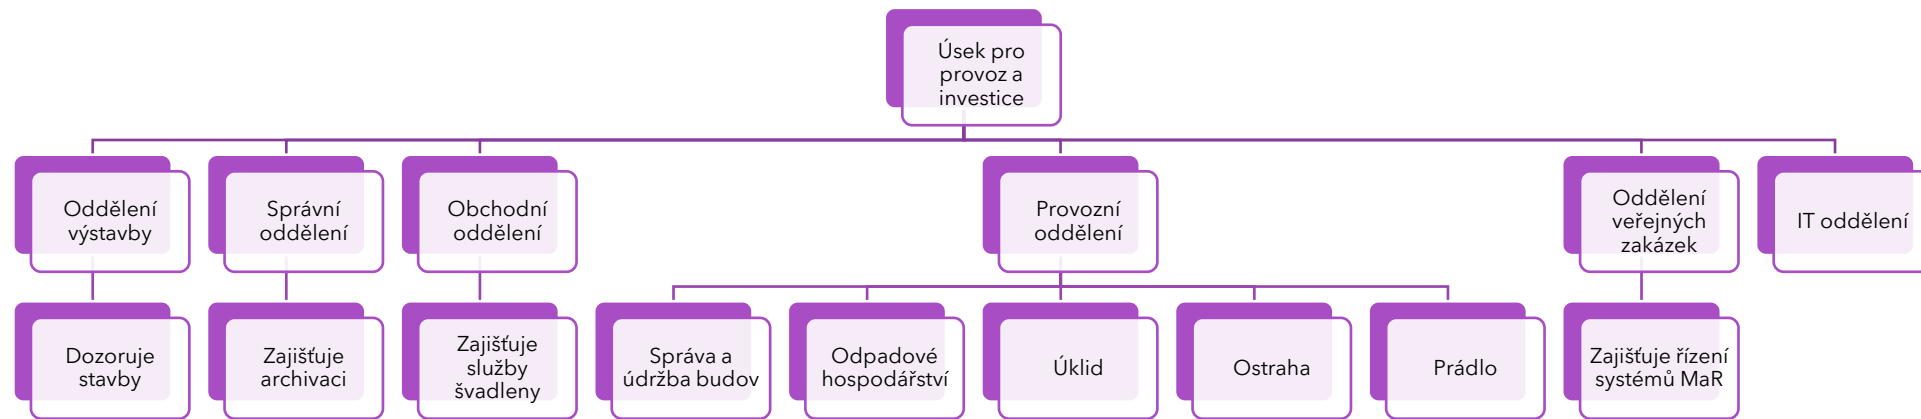 Úsek pro
provoz a
investice
Oddělení
výstavby
Správní
oddělení
Obchodní
oddělení
Provozní
oddělení
Oddělení
veřejných
zakázek
IT oddělení
Dozoruje
stavby
Zajišťuje
archivaci
Zajišťuje
služby
švadleny
Správa a
údržba budov
Odpadové
hospodářství
Úklid
Ostraha
Prádlo
Zajišťuje řízení
systémů MaR